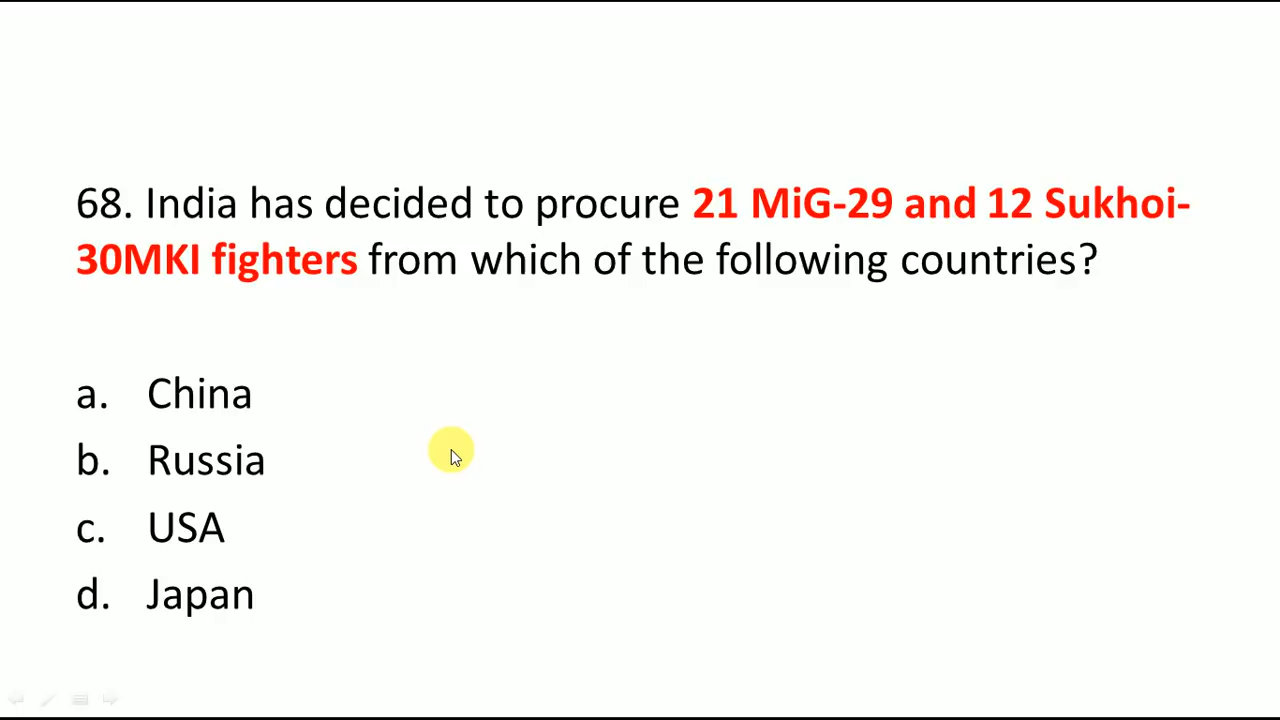 68. India has decided to procure 21 MiG-29 and 12 Sukhoi-
30MKI fighters from which of the following countries?
a. China
b. Russia
c. USA
d. Japan